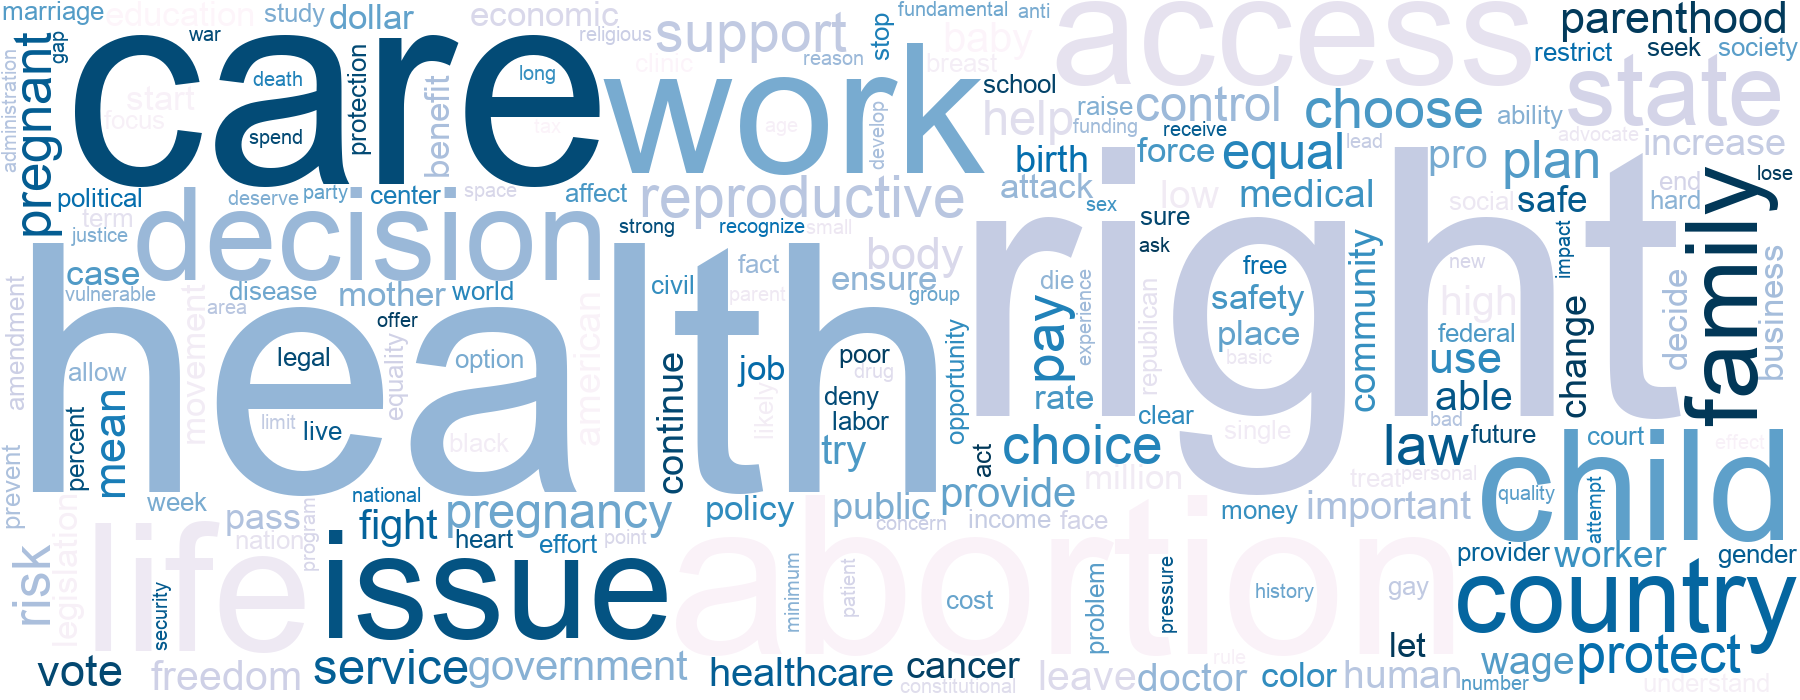 marriage education study dollar economic fundamental anti parenthood
gap war religious support stop baby access restrict seek society
care work clinic reason breast state
administration pregnant start focus death long protection benefit school
spend tax age develop help raise control choose ability
funding receive lead advocate increase
birth force equal pro plan
political deserve party center space affect reproductive attack low medical social safe end lose
term decision sex sure hard family
justice strong recognize small ask
case vulnerable disease mother world civil fact body ensure die free new impact
area offer parent group safety
health right
amendment movement equality american opportunity experience republican community decide business
legal option job poor place federal
allow live limit black continue likely drug deny labor pay rate basic use able change
percent mean try act clear bad
prevent choice single law future court effect
week national pass pregnancy policy public provide million treat personal child quality attempt
fight heart effort point concern income face money important
risk legislation life nation program issue abortion provider worker gender
security minimum patient cost problem pressure history gay country
vote freedom service government healthcare cancer constitutional leave doctor rule color let human wage protect
number understand